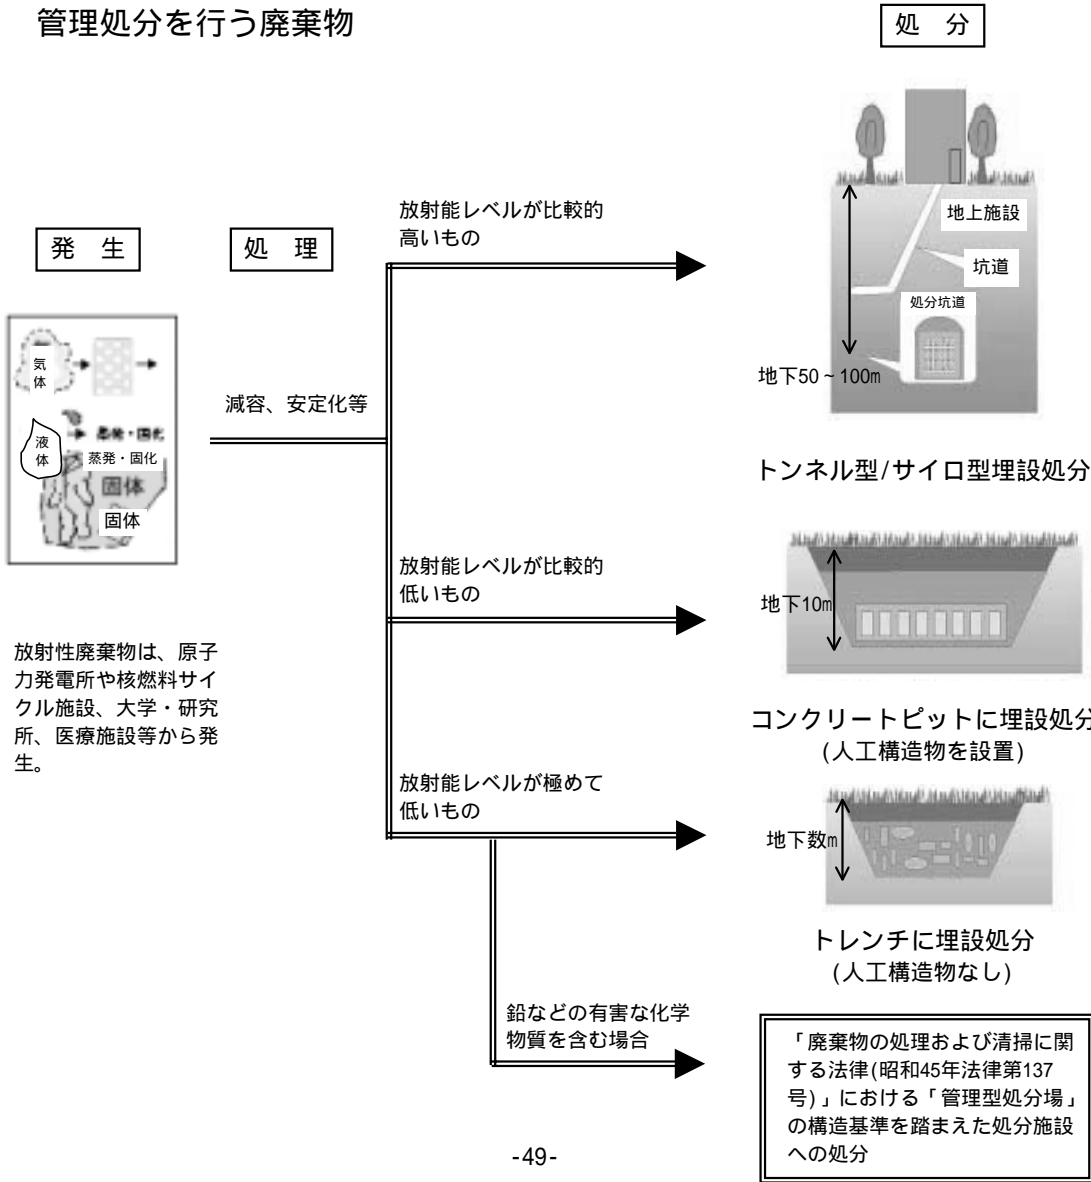 管理処分を行う廃棄物
処 分
発 生
処 理
気
体
液
体
蒸発・固化
蒸発・固化
固体
固体
放射性廃棄物は、原子
力発電所や核燃料サイ
クル施設、大学・研究
所、医療施設等から発
生。
減容、安定化等
放射能レベルが比較的
高いもの
地上施設
坑道
処分坑道
地下50~100m
トンネル型/サイロ型埋設処分
放射能レベルが比較的
低いもの
地下10m
コンクリートピットに埋設処分
(人工構造物を設置)
放射能レベルが極めて
低いもの
地下数m
トレンチに埋設処分
(人工構造物なし)
鉛などの有害な化学
物質を含む場合
「廃棄物の処理および清掃に関
する法律(昭和45年法律第137
号)」における「管理型処分場」
の構造基準を踏まえた処分施設
への処分
-49-